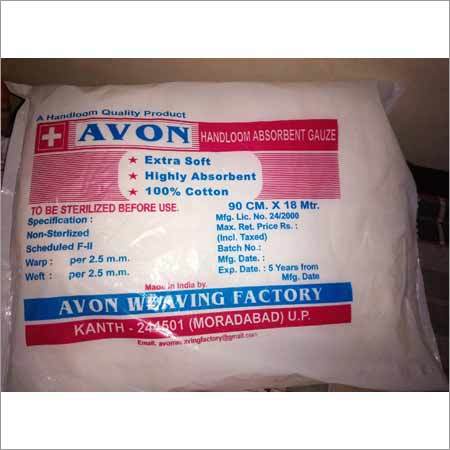 A Handloom Quality Product
AVON HANDLOOM ABSORBENT GAUZE
★ Extra Soft
★ Highly Absorbent
★ 100% Cotton
TO BE STERILIZED BEFORE USE.
Specification :
Non-Sterlized
Scheduled F-II
Warp : per 2.5 m.m.
Weft : per 2.5 m.m.
90 CM. X 18 Mtr.
Mfg. Lic. No. 24/2000
Max. Ret. Price Rs. :
(Incl. Taxed)
Batch No.:
Mfg. Date. :
Exp. Date. : 5 Years from
Mfg. Date
Made in India by.
AVON WEAVING FACTORY
KANTH - 244501 (MORADABAD) U.P.
Email.